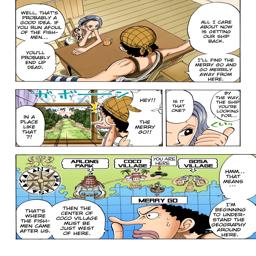 WELL, THAT'S
PROBABLY A
GOOD IDEA. IF
YOU RUN AFOUL
OF THE FISH-
MEN...
YOU'LL
PROBABLY
END UP
DEAD.
ALL I CARE
ABOUT NOW
IS GETTING
OUR SHIP
BACK.
I'LL FIND THE
MERRY GO AND
GO MERRILY
AWAY FROM
HERE.
IN A
PLACE
LIKE
THAT
?!
HEY!!
THE
MERRY
GO!!
IS IT
THAT
ONE?
BY THE
WAY, THE
SHIP
YOU'RE
LOOKING
FOR...
ARLONG
PARK
COCO
VILLAGE
YOU ARE
HERE
GOSA
VILLAGE
HMM...
THAT
MEANS
...
MERRY GO
THAT'S
WHERE
THE FISH-
MEN CAME
AFTER US.
THEN THE
CENTER OF
COCO VILLAGE
MUST BE
JUST WEST
OF HERE.
I'M
BEGINNING
TO UNDER-
STAND THE
GEOGRAPHY
AROUND
HERE.